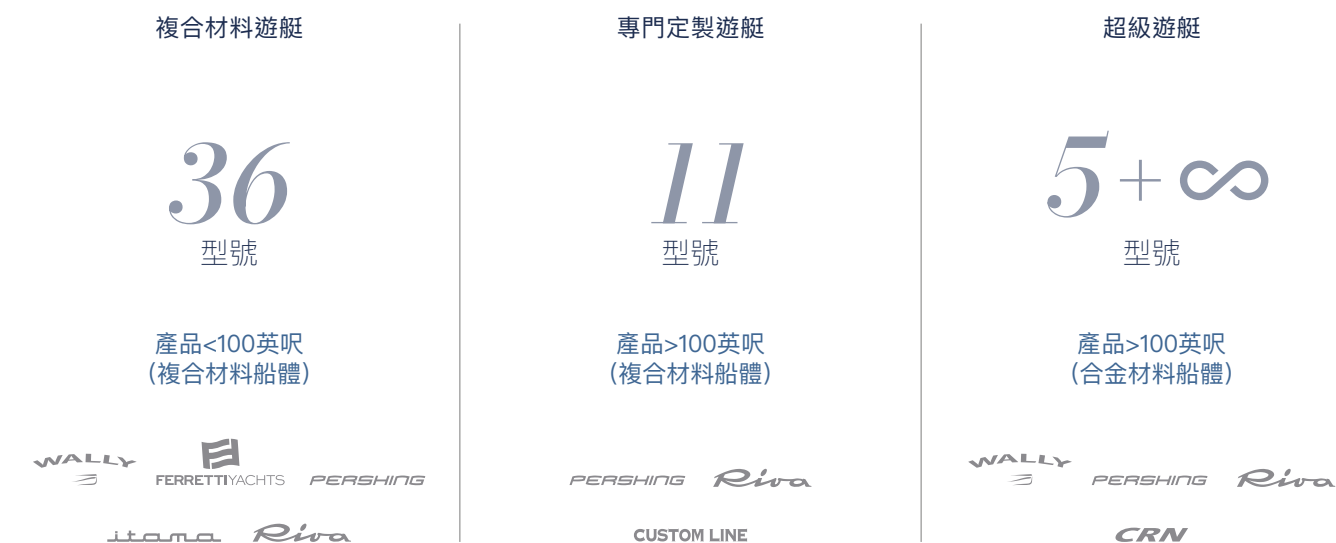 複合材料遊艇
36
型號
產品<100英呎
(複合材料船體)
WALLY FERRETTIYACHTS PERSHING
itama Riva
專門定製遊艇
11
型號
產品>100英呎
(複合材料船體)
PERSHING Riva
CUSTOM LINE
超級遊艇
5+∞
型號
產品>100英呎
(合金材料船體)
WALLY PERSHING Riva
CRN